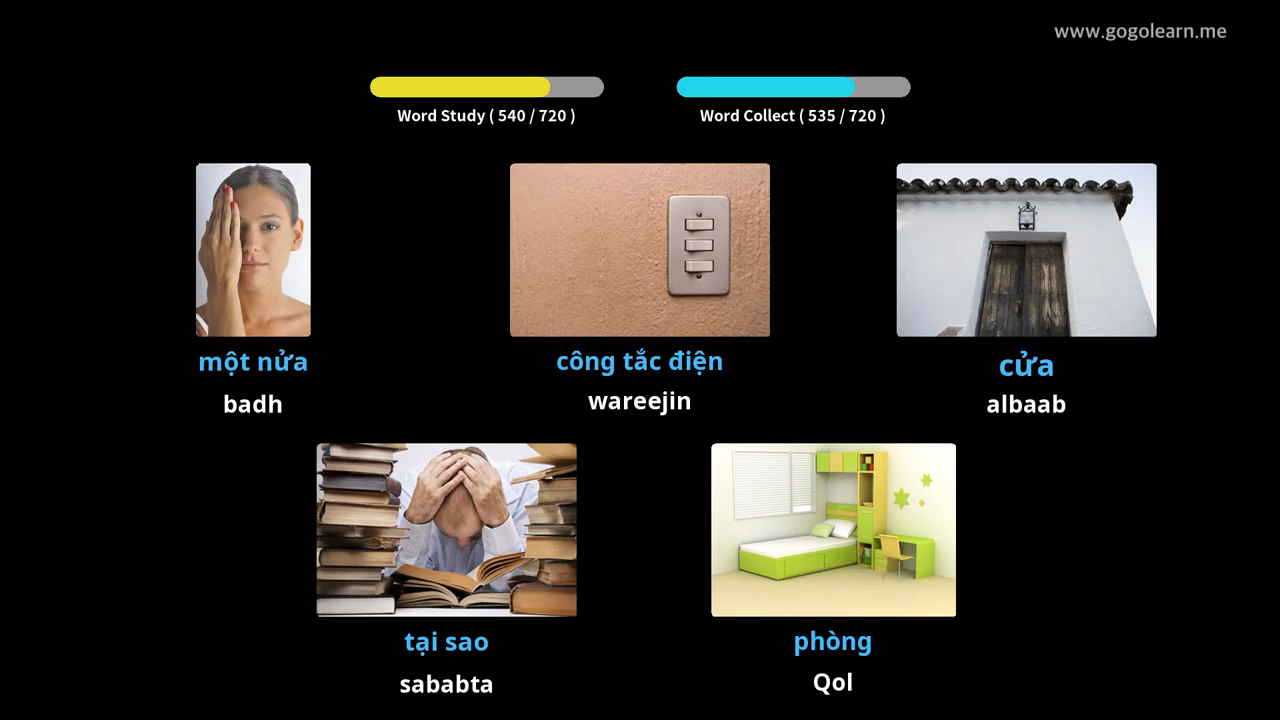 www.gogolearn.me
Word Study ( 540 / 720 )
Word Collect ( 535 / 720 )
một nửa
badh
công tắc điện
wareejin
cửa
albaab
tại sao
sababta
phòng
Qol